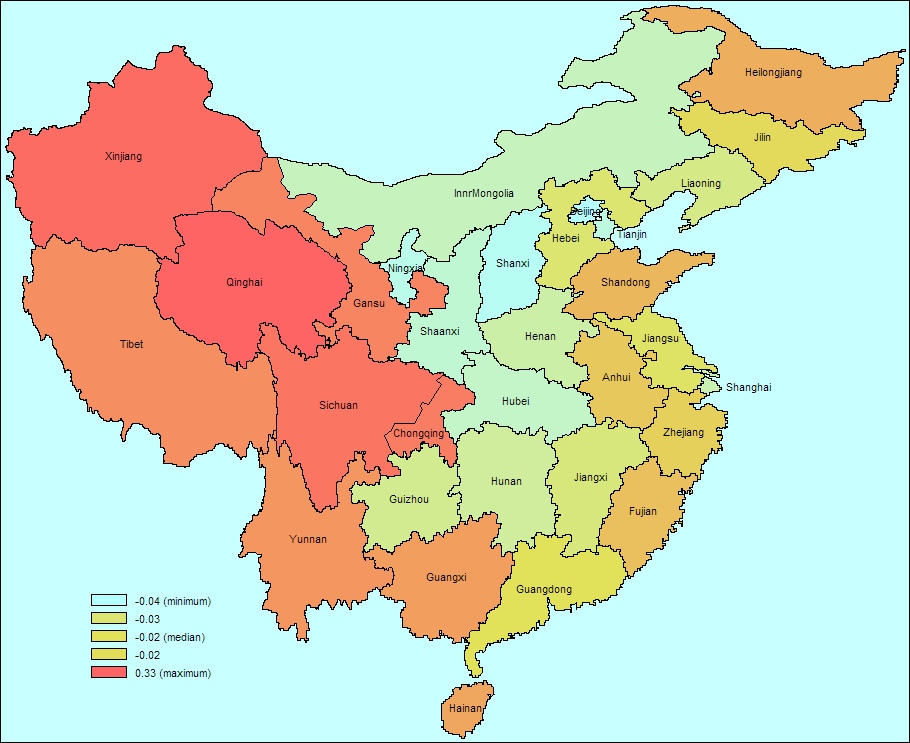 Heilongjiang
Jilin
Xinjiang
Liaoning
InnrMongolia
Beijing
Tianjin
Hebei
Shanxi
Ningxia
Qinghai
Shandong
Gansu
Shaanxi
Henan
Jiangsu
Tibet
Anhui
Shanghai
Sichuan
Hubei
Chongqing
Zhejiang
Jiangxi
Hunan
Guizhou
Fujian
Yunnan
Guangxi
Guangdong
-0.04 (minimum)
-0.03
-0.02 (median)
-0.02
0.33 (maximum)
Hainan